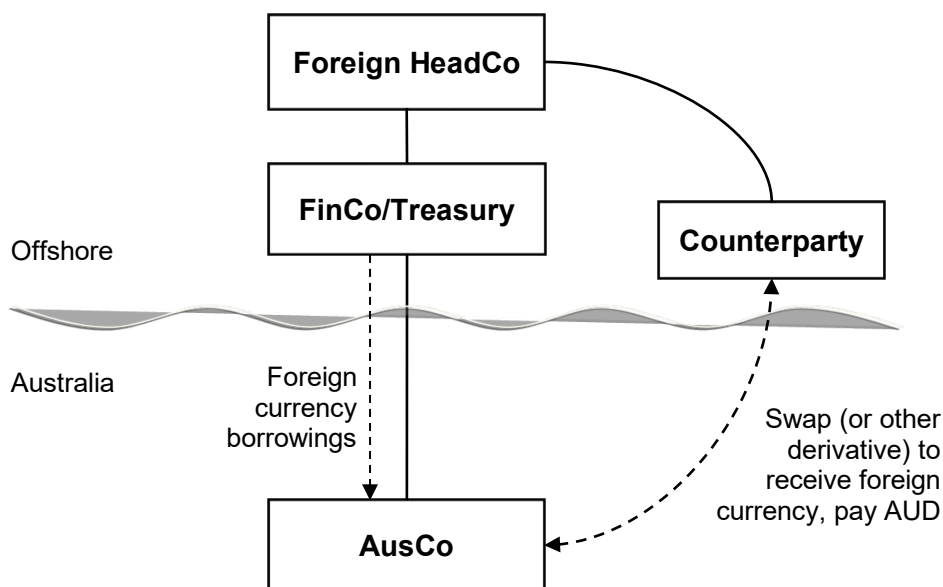 Foreign HeadCo
FinCo/Treasury
Counterparty
Offshore
Australia
Foreign
currency
borrowings
Swap (or other
derivative) to
receive foreign
currency, pay AUD
AusCo